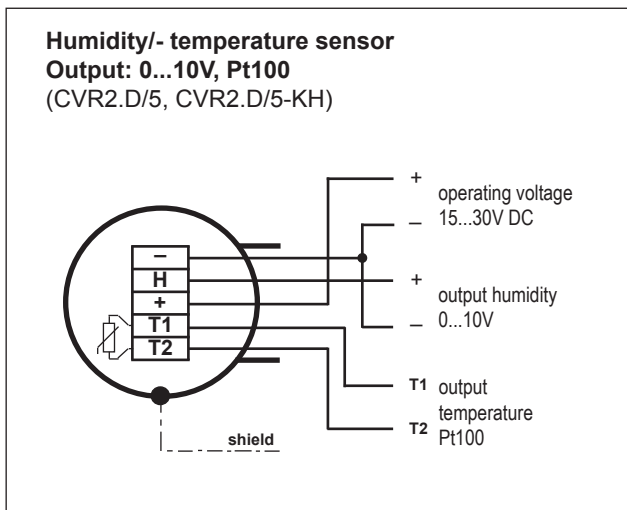 Humidity/- temperature sensor
Output: 0...10V, Pt100
(CVR2.D/5, CVR2.D/5-KH)
+
operating voltage
– 15...30V DC
–
H
+
T1
T2
+
output humidity
– 0...10V
T1 output
temperature
T2 Pt100
shield